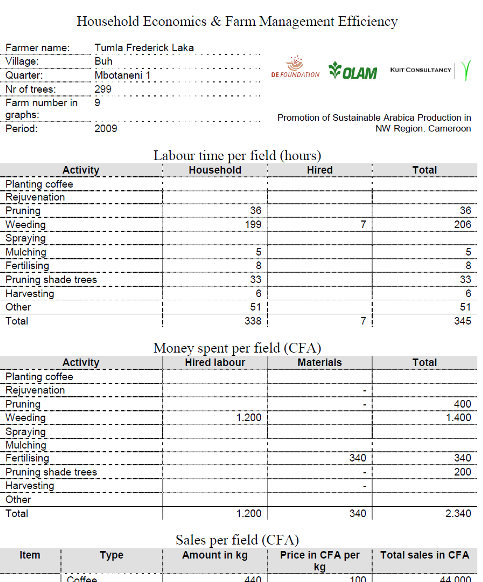 Household Economics & Farm Management Efficiency
Farmer name: Tumla Frederick Laka
Village: Buh
Quarter: Mbotaneni 1
Nr of trees: 299
Farm number in graphs: 9
Period: 2009
DE FOUNDATION OLAM KUIT CONSULTANCY
Promotion of Sustainable Arabica Production in
NW Region, Cameroon
Labour time per field (hours)
Activity Household Hired Total
Planting coffee
Rejuvenation
Pruning 36 36
Weeding 199 7 206
Spraying
Mulching 5 5
Fertilising 8 8
Pruning shade trees 33 33
Harvesting 6 6
Other 51 51
Total 338 7 345
Money spent per field (CFA)
Activity Hired labour Materials Total
Planting coffee
Rejuvenation -
Pruning - 400
Weeding 1.200 1.400
Spraying
Mulching
Fertilising 340 340
Pruning shade trees - 200
Harvesting -
Other
Total 1.200 340 2.340
Sales per field (CFA)
Item Type Amount in kg Price in CFA per kg Total sales in CFA
Coffee 440 100 44.000